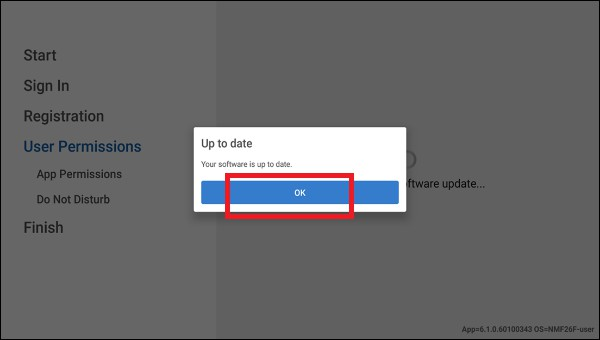 Start
Sign In
Registration
User Permissions
App Permissions
Do Not Disturb
Finish
Up to date
Your software is up to date.
OK
ftware update...
App=6.1.0.60100343 OS=NMF26F-user